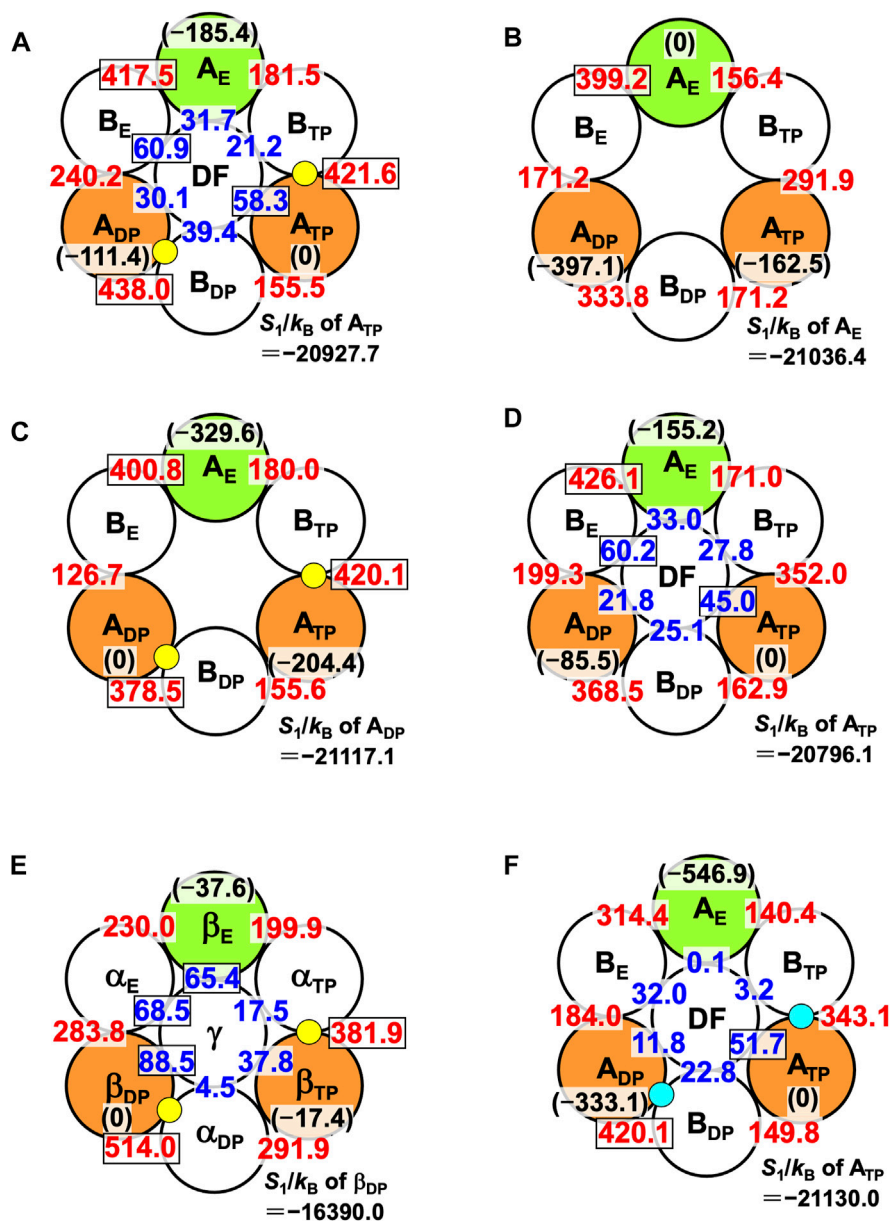 A
(−185.4)
417.5 A_E 181.5
B_E 31.7 B_TP
60.9 21.2
240.2 DF 421.6
30.1 58.3
A_DP 39.4 A_TP
(−111.4) (0)
438.0 B_DP 155.5
S₁/k_B of A_TP
=−20927.7
B
(0)
399.2 A_E 156.4
B_E B_TP
171.2 291.9
A_DP A_TP
(−397.1) B_DP (−162.5)
333.8 171.2
S₁/k_B of A_E
=−21036.4
C
(−329.6)
400.8 A_E 180.0
B_E B_TP
126.7 420.1
A_DP A_TP
(0) B_DP (−204.4)
378.5 155.6
S₁/k_B of A_DP
=−21117.1
D
(−155.2)
426.1 A_E 171.0
B_E 33.0 B_TP
60.2 27.8
199.3 DF 352.0
21.8 45.0
A_DP 25.1 A_TP
(−85.5) (0)
368.5 B_DP 162.9
S₁/k_B of A_TP
=−20796.1
E
(−37.6)
230.0 β_E 199.9
α_E 65.4 α_TP
68.5 17.5
283.8 γ 381.9
88.5 37.8
β_DP 4.5 β_TP
(0) (−17.4)
514.0 α_DP 291.9
S₁/k_B of β_DP
=−16390.0
F
(−546.9)
314.4 A_E 140.4
B_E 0.1 B_TP
32.0 3.2
184.0 DF 343.1
11.8 51.7
A_DP 22.8 A_TP
(−333.1) (0)
420.1 B_DP 149.8
S₁/k_B of A_TP
=−21130.0